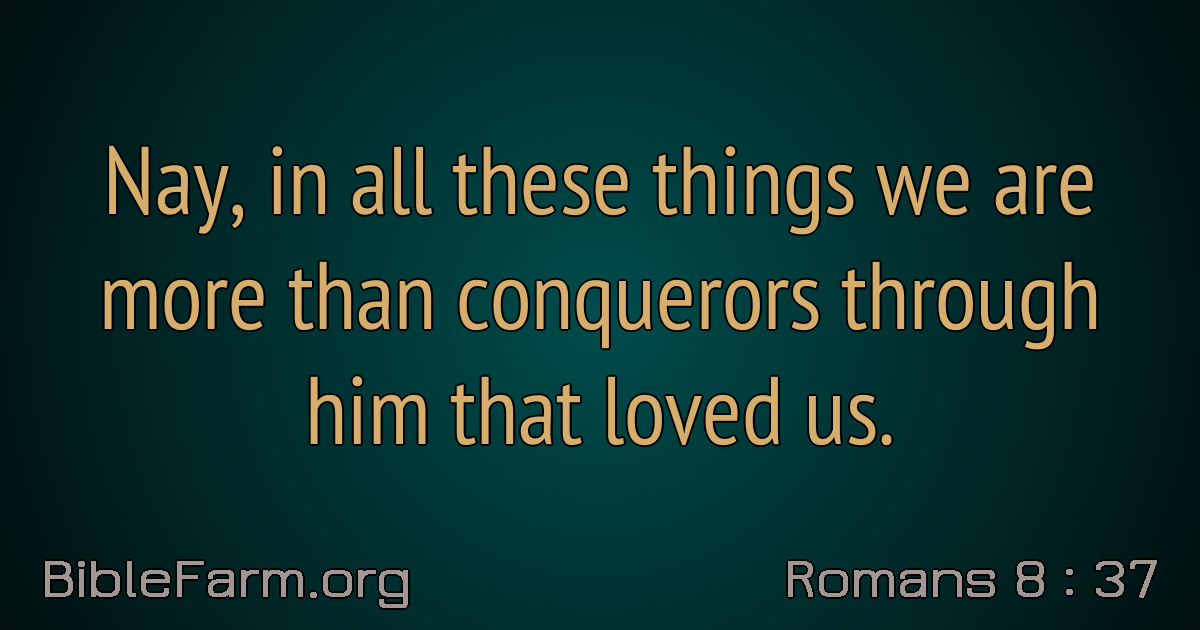 Nay, in all these things we are
more than conquerors through
him that loved us.
BibleFarm.org
Romans 8 : 37